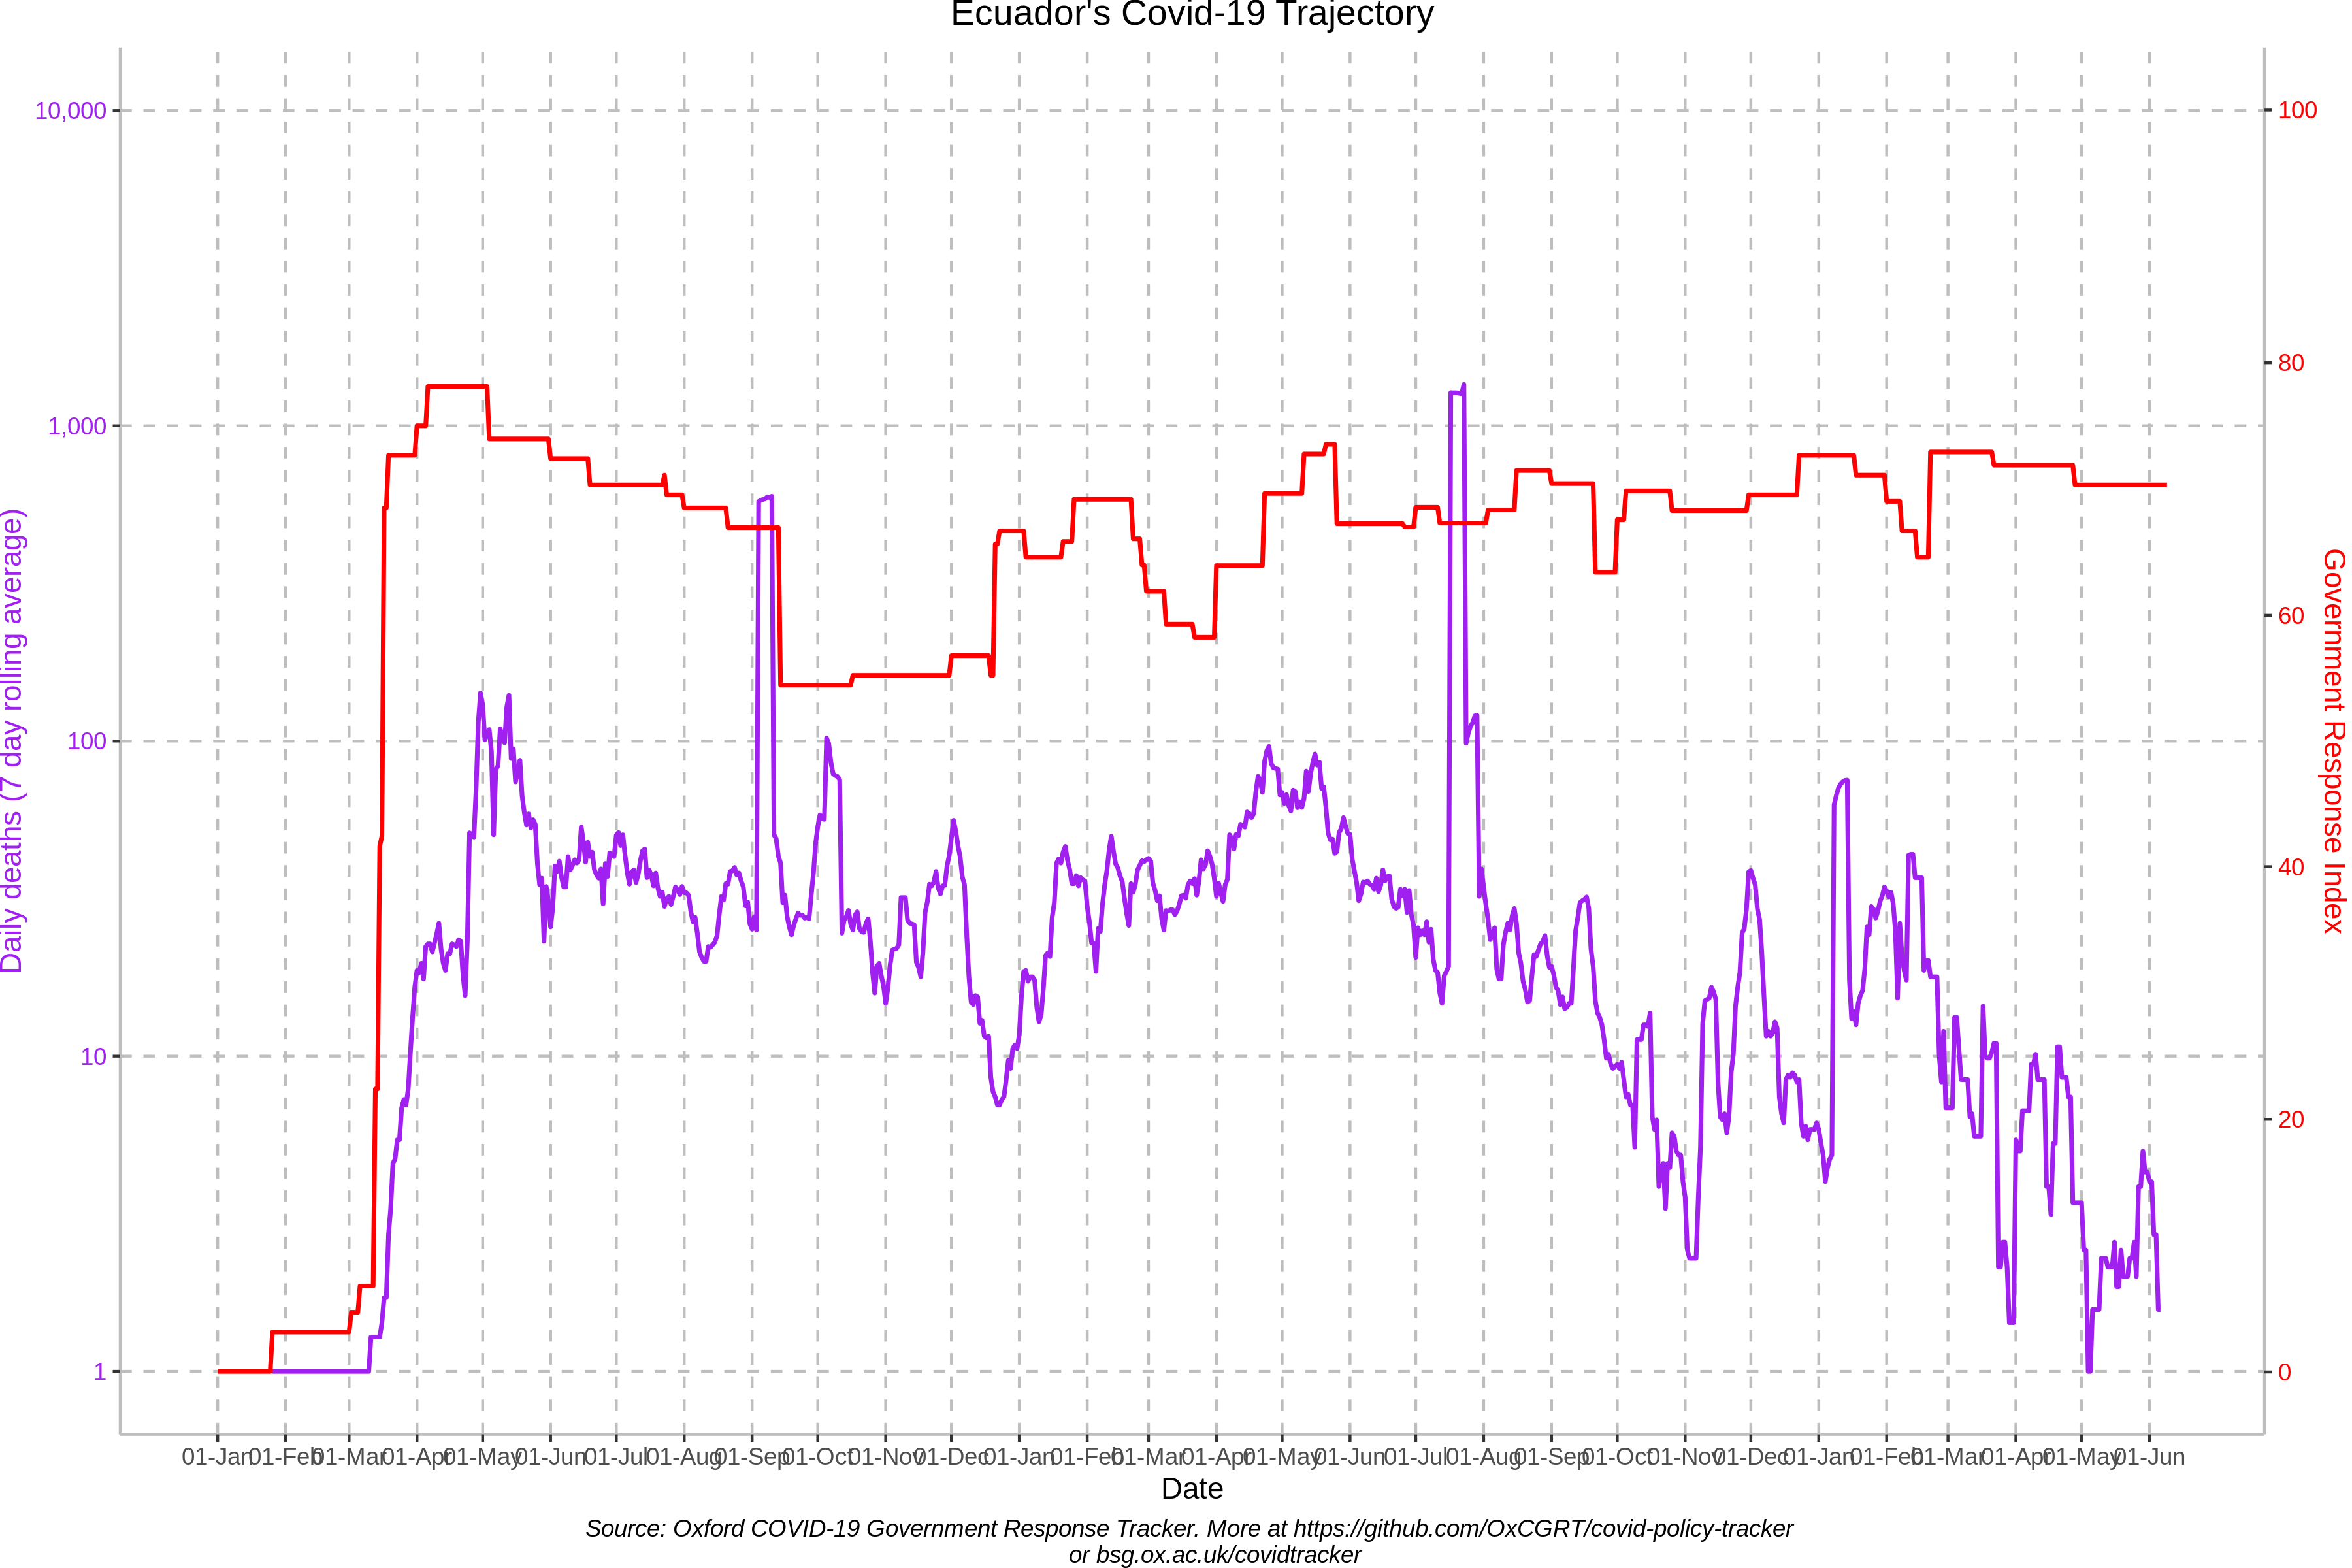 Ecuador's Covid-19 Trajectory
10,000
1,000
100
10
1
Daily deaths (7 day rolling average)
100
80
60
40
20
0
Government Response Index
01-Jan 01-Feb 01-Mar 01-Apr 01-May 01-Jun 01-Jul 01-Aug 01-Sep 01-Oct 01-Nov 01-Dec 01-Jan 01-Feb 01-Mar 01-Apr 01-May 01-Jun 01-Jul 01-Aug 01-Sep 01-Oct 01-Nov 01-Dec 01-Jan 01-Feb 01-Mar 01-Apr 01-May 01-Jun
Date
Source: Oxford COVID-19 Government Response Tracker. More at https://github.com/OxCGRT/covid-policy-tracker
or bsg.ox.ac.uk/covidtracker